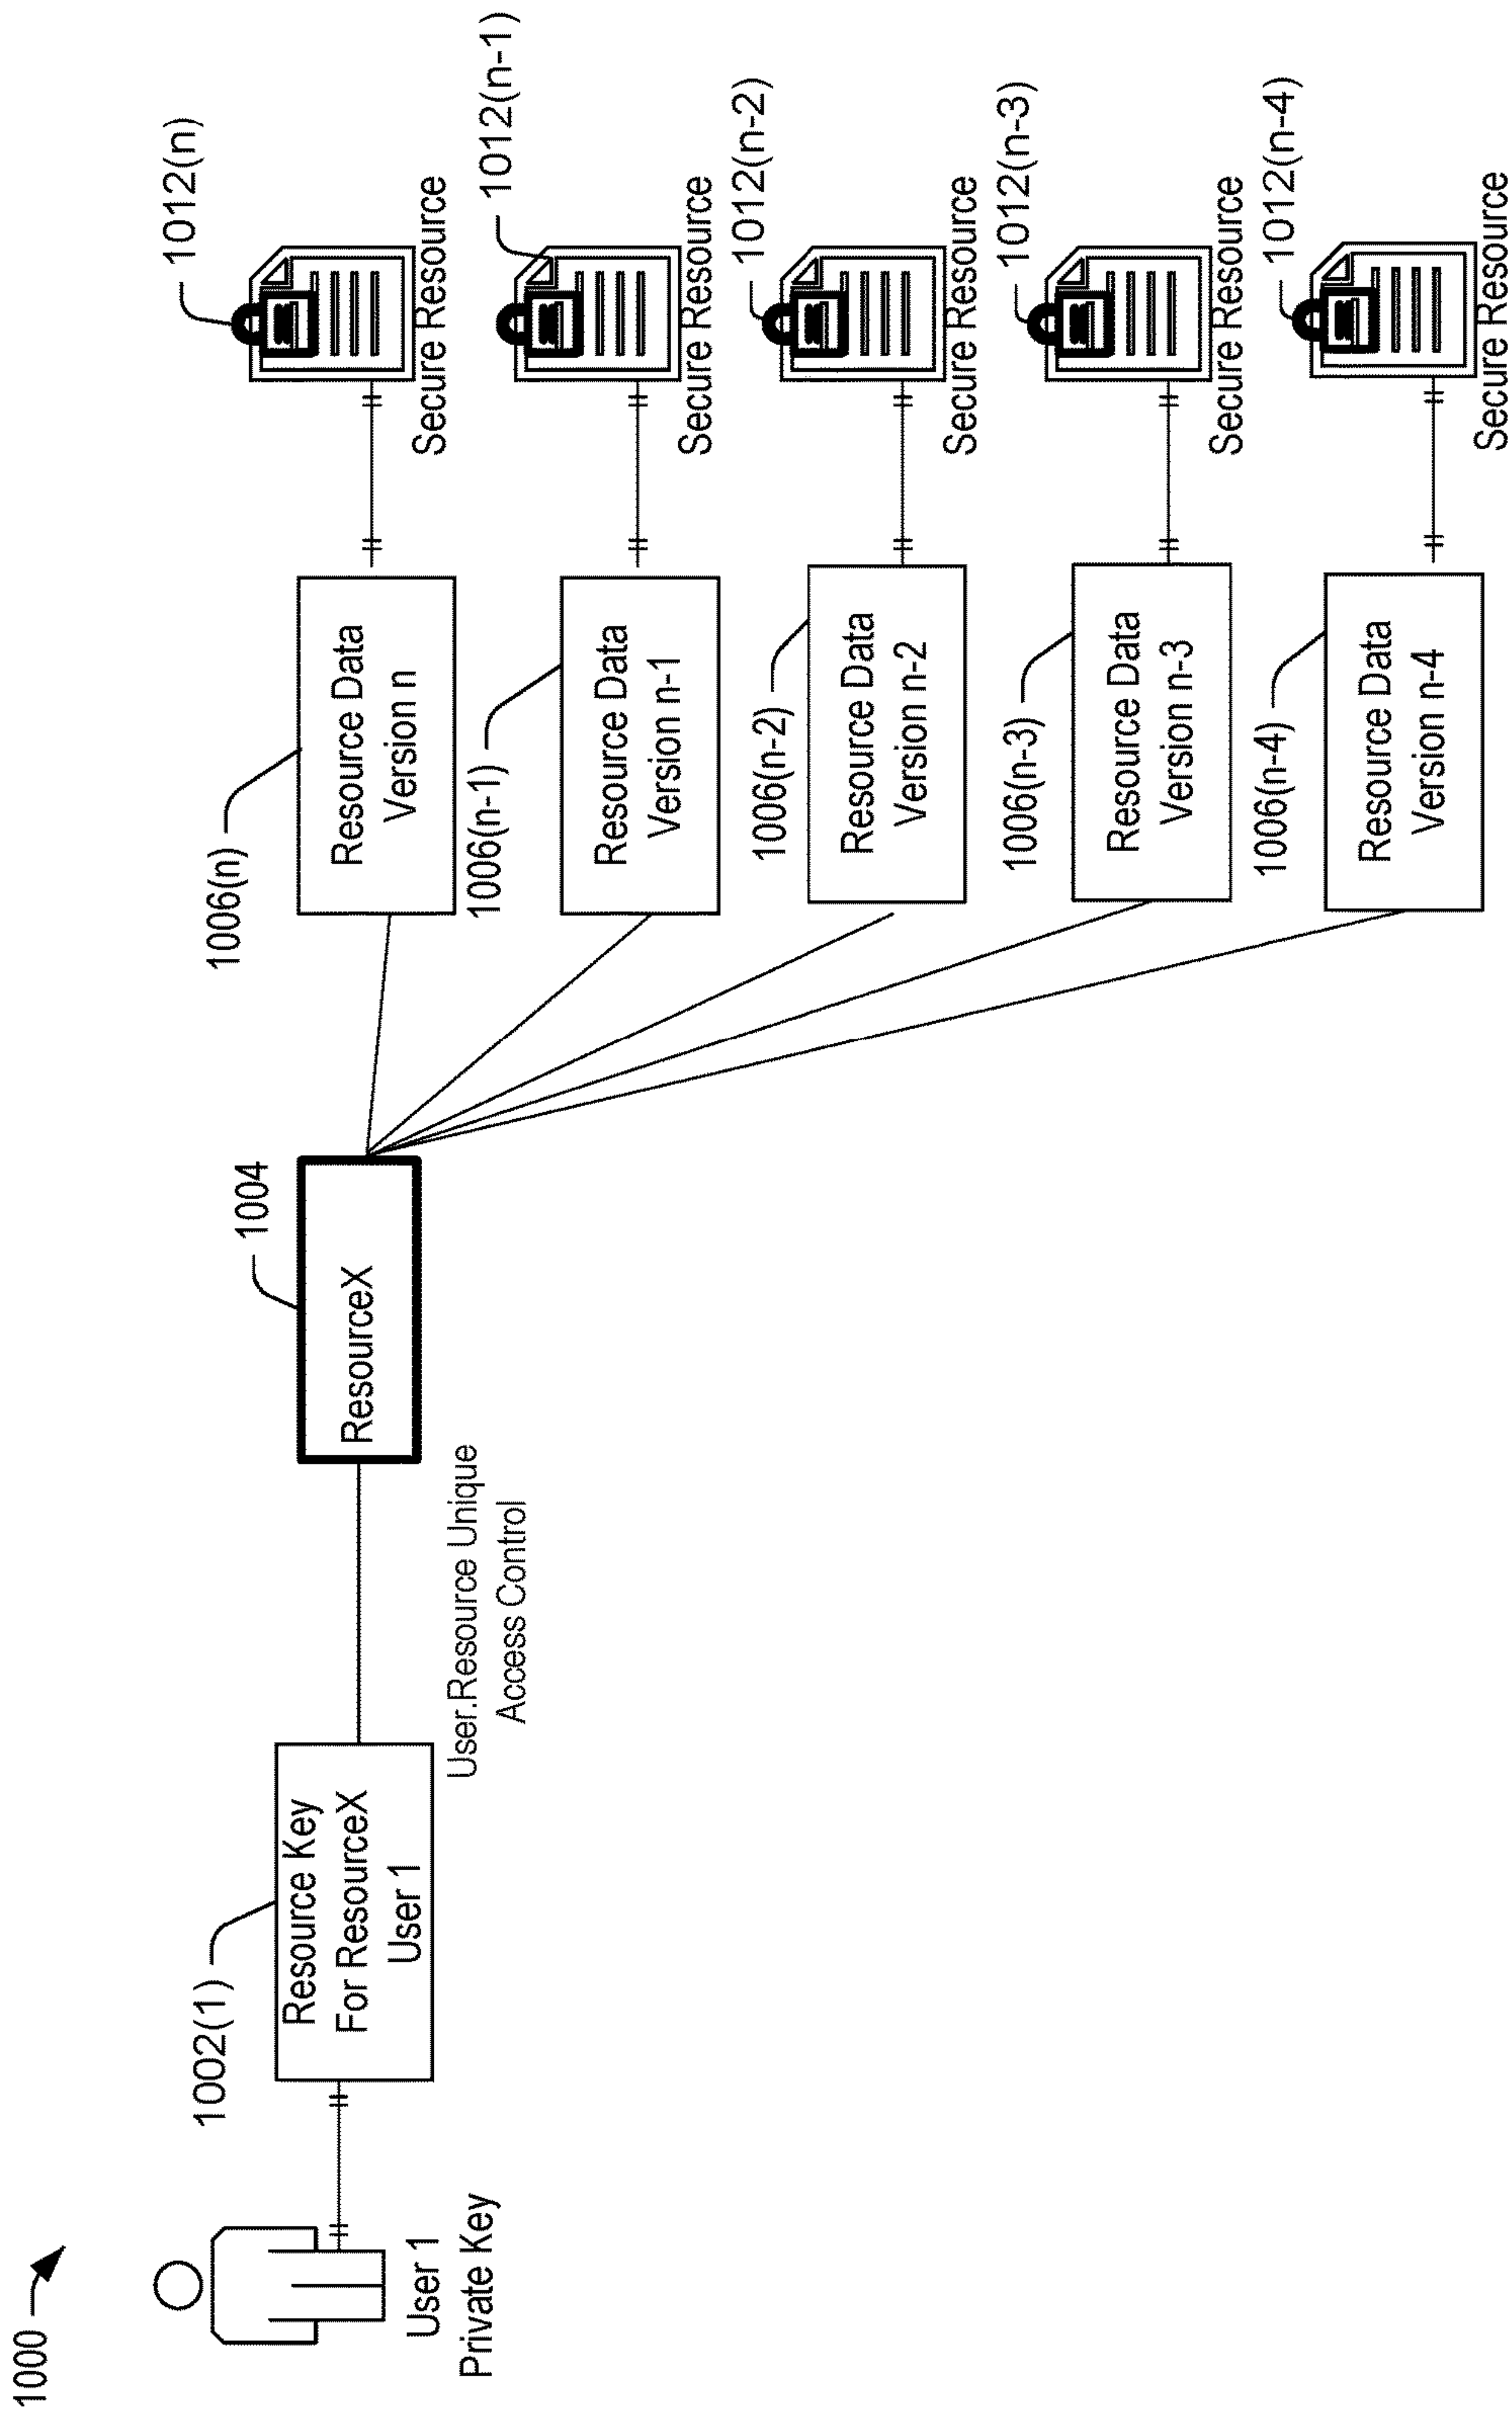 1000
User 1
Private Key
1002(1)
Resource Key
For ResourceX
User 1
User.Resource Unique
Access Control
1004
ResourceX
1006(n)
Resource Data
Version n
1012(n)
Secure Resource
1006(n-1)
Resource Data
Version n-1
1012(n-1)
Secure Resource
1006(n-2)
Resource Data
Version n-2
1012(n-2)
Secure Resource
1006(n-3)
Resource Data
Version n-3
1012(n-3)
Secure Resource
1006(n-4)
Resource Data
Version n-4
1012(n-4)
Secure Resource